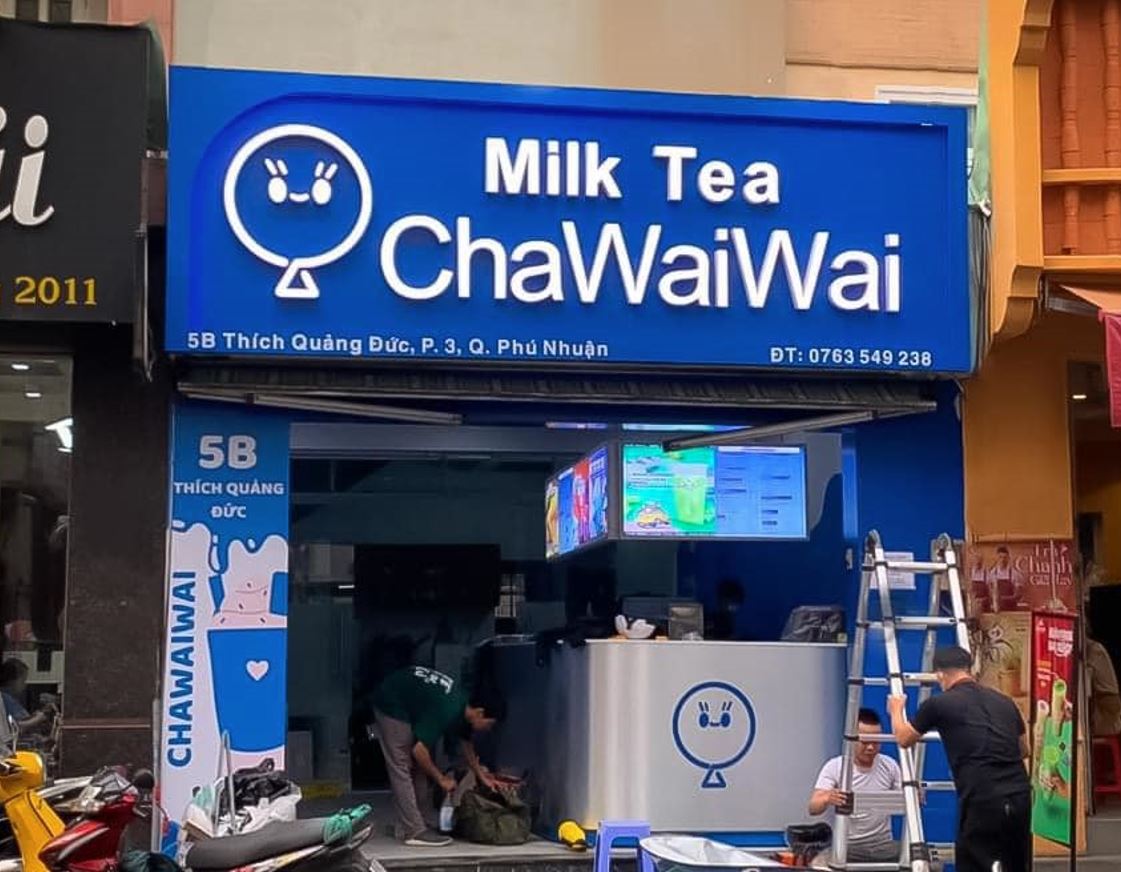 2011
Milk Tea
ChaWaiWai
5B Thích Quảng Đức, P. 3, Q. Phú Nhuận
ĐT: 0763 549 238
5B
THÍCH QUẢNG
ĐỨC
CHAWAIWAI
Chanh